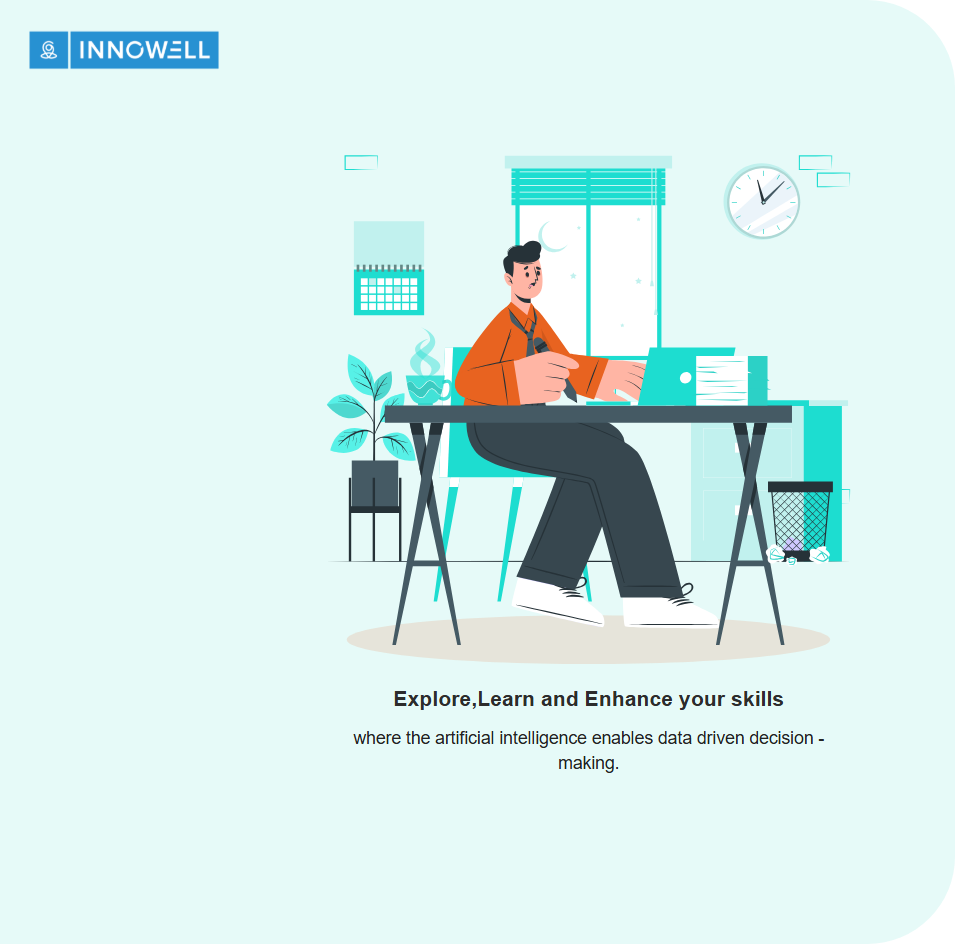 INNOWELL
Explore,Learn and Enhance your skills
where the artificial intelligence enables data driven decision -
making.